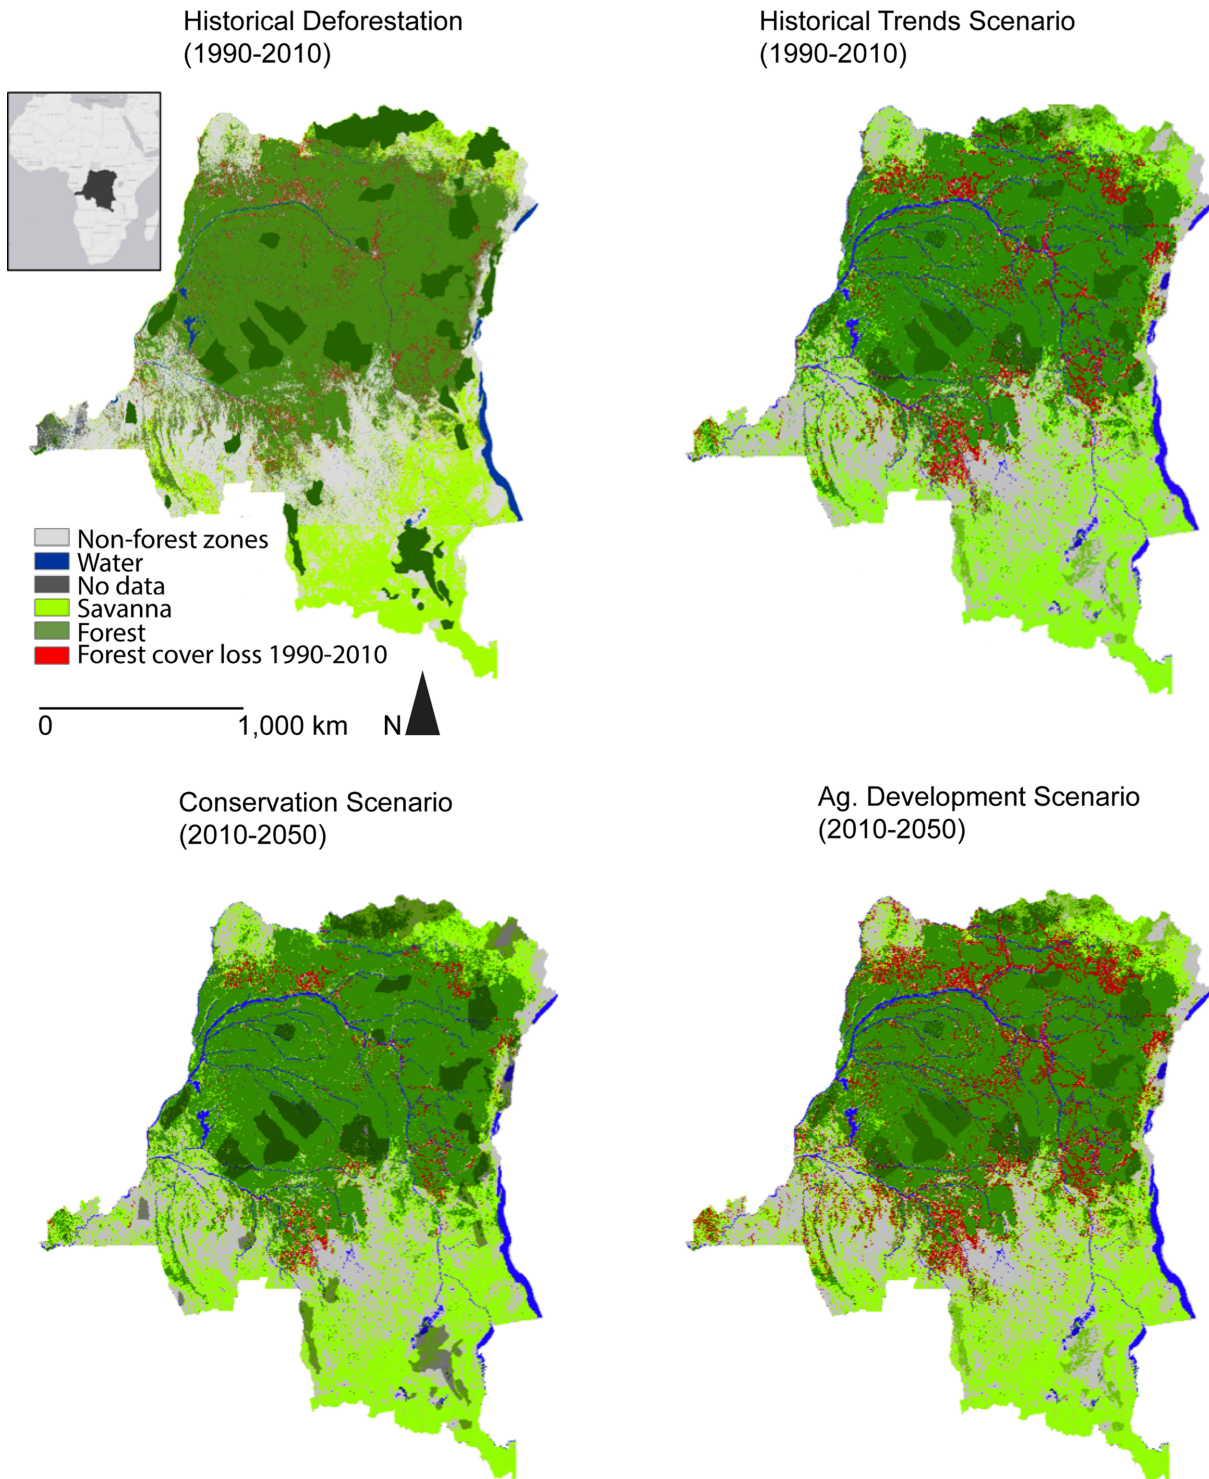 Historical Deforestation
(1990-2010)
Historical Trends Scenario
(1990-2010)
Non-forest zones
Water
No data
Savanna
Forest
Forest cover loss 1990-2010
0 1,000 km N
Conservation Scenario
(2010-2050)
Ag. Development Scenario
(2010-2050)